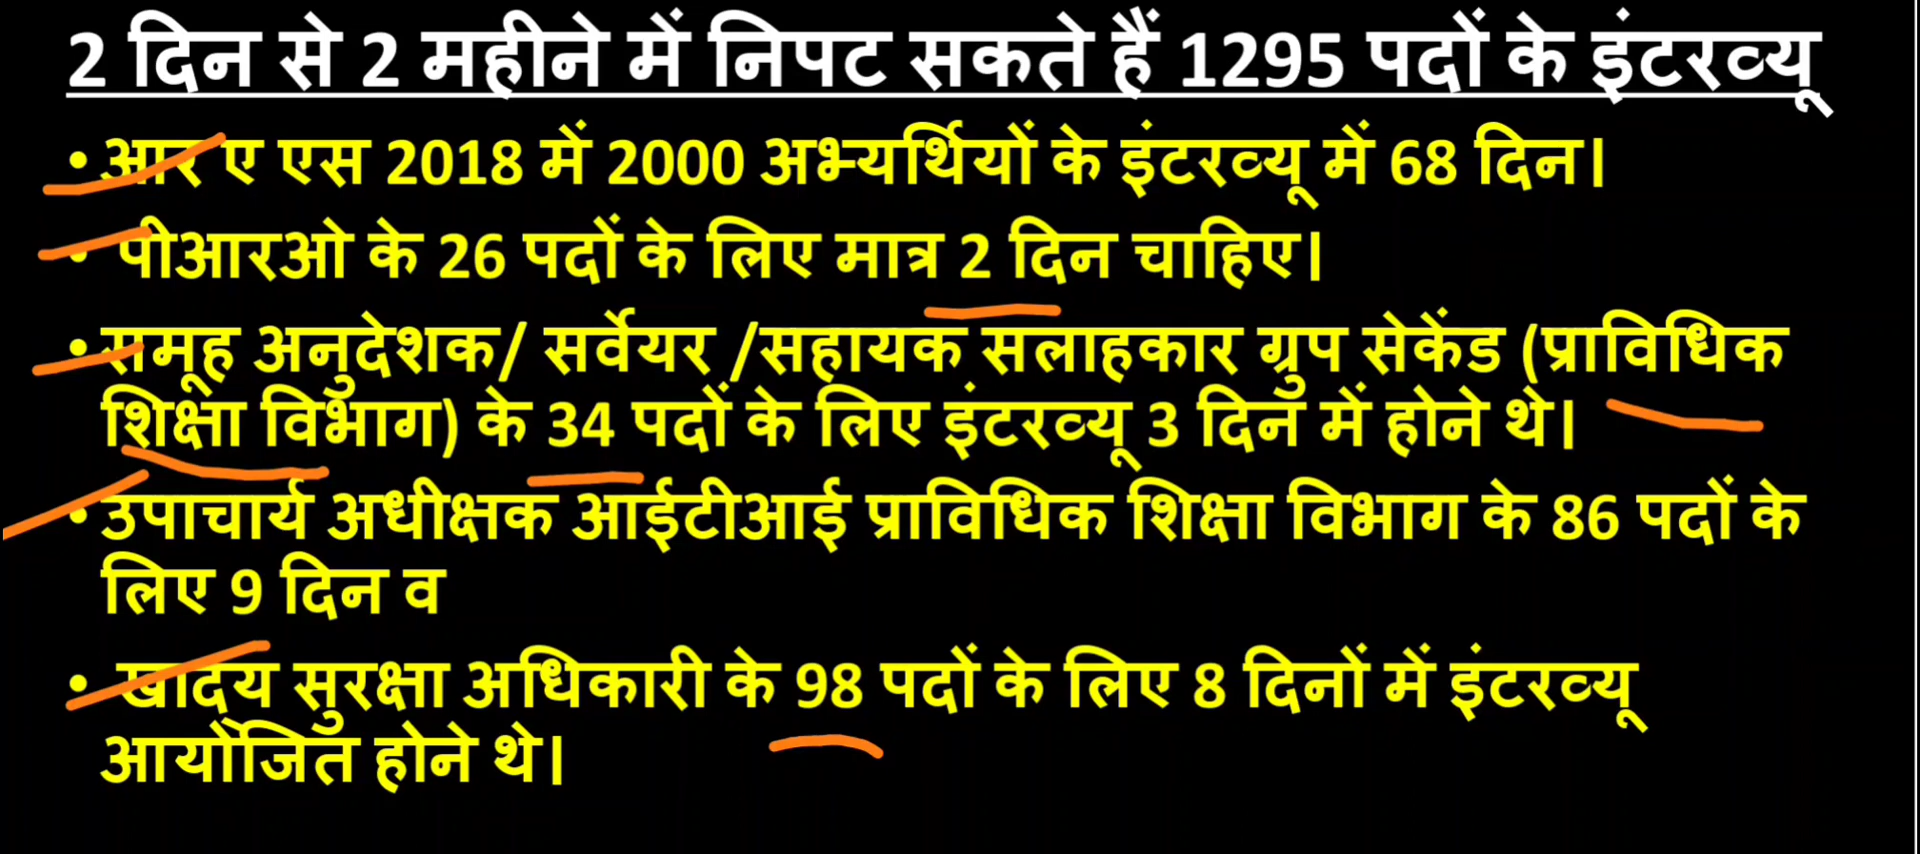 2 दिन से 2 महीने में निपट सकते हैं 1295 पदों के इंटरव्यू
• आर ए एस 2018 में 2000 अभ्यर्थियों के इंटरव्यू में 68 दिन।
• पीआरओ के 26 पदों के लिए मात्र 2 दिन चाहिए।
• समूह अनुदेशक/ सर्वेयर /सहायक सलाहकार ग्रुप सेकेंड (प्राविधिक
शिक्षा विभाग) के 34 पदों के लिए इंटरव्यू 3 दिन में होने थे।
• उपाचार्य अधीक्षक आईटीआई प्राविधिक शिक्षा विभाग के 86 पदों के
लिए 9 दिन व
• खाद्य सुरक्षा अधिकारी के 98 पदों के लिए 8 दिनों में इंटरव्यू
आयोजित होने थे।